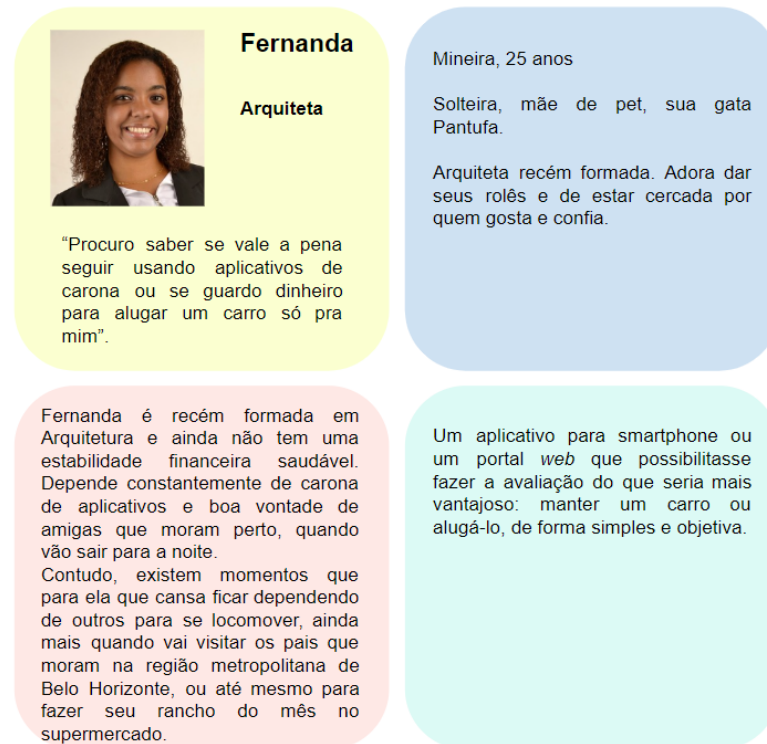 Fernanda
Arquiteta
“Procuro saber se vale a pena
seguir usando aplicativos de
carona ou se guardo dinheiro
para alugar um carro só pra
mim”.
Mineira, 25 anos
Solteira, mãe de pet, sua gata
Pantufa.
Arquiteta recém formada. Adora dar
seus rolês e de estar cercada por
quem gosta e confia.
Fernanda é recém formada em
Arquitetura e ainda não tem uma
estabilidade financeira saudável.
Depende constantemente de carona
de aplicativos e boa vontade de
amigas que moram perto, quando
vão sair para a noite.
Contudo, existem momentos que
para ela que cansa ficar dependendo
de outros para se locomover, ainda
mais quando vai visitar os pais que
moram na região metropolitana de
Belo Horizonte, ou até mesmo para
fazer seu rancho do mês no
supermercado.
Um aplicativo para smartphone ou
um portal web que possibilitasse
fazer a avaliação do que seria mais
vantajoso: manter um carro ou
alugá-lo, de forma simples e objetiva.